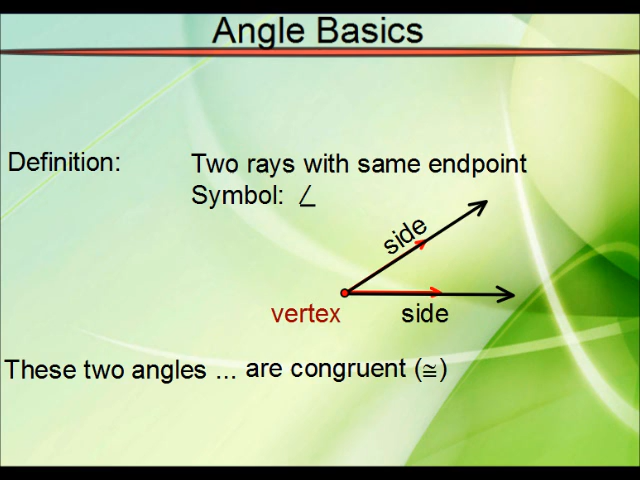 Angle Basics
Definition:
Two rays with same endpoint
Symbol: ∠
side
vertex
side
These two angles ... are congruent (≅)